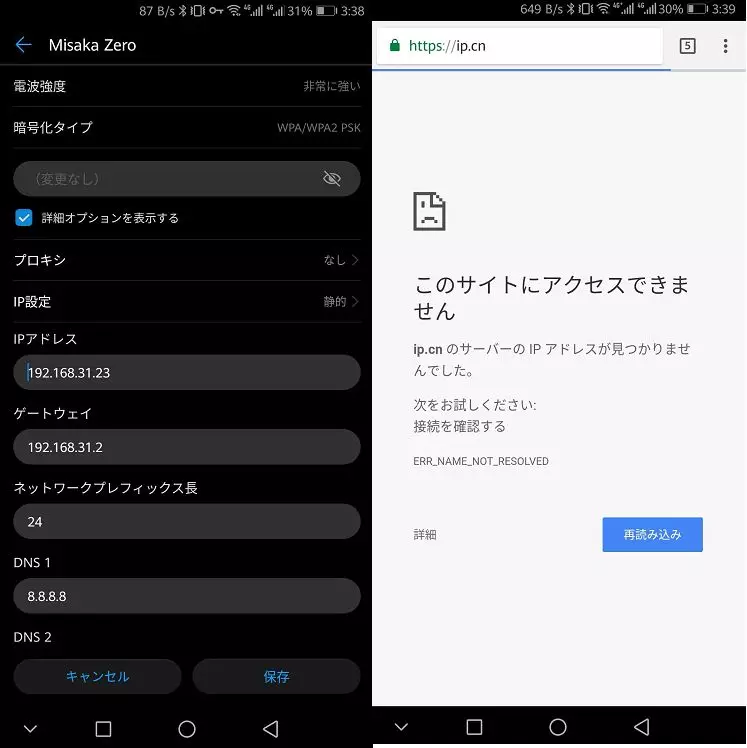 87 B/s 31% 3:38
Misaka Zero
電波強度 非常に強い
暗号化タイプ WPA/WPA2 PSK
(変更なし)
詳細オプションを表示する
プロキシ なし
IP設定 静的
IPアドレス
192.168.31.23
ゲートウェイ
192.168.31.2
ネットワークプレフィックス長
24
DNS 1
8.8.8.8
DNS 2
キャンセル 保存
649 B/s 30% 3:39
https://ip.cn 5
このサイトにアクセスできま
せん
ip.cn のサーバーの IP アドレスが見つかりませ
んでした。
次をお試しください:
接続を確認する
ERR_NAME_NOT_RESOLVED
詳細 再読み込み